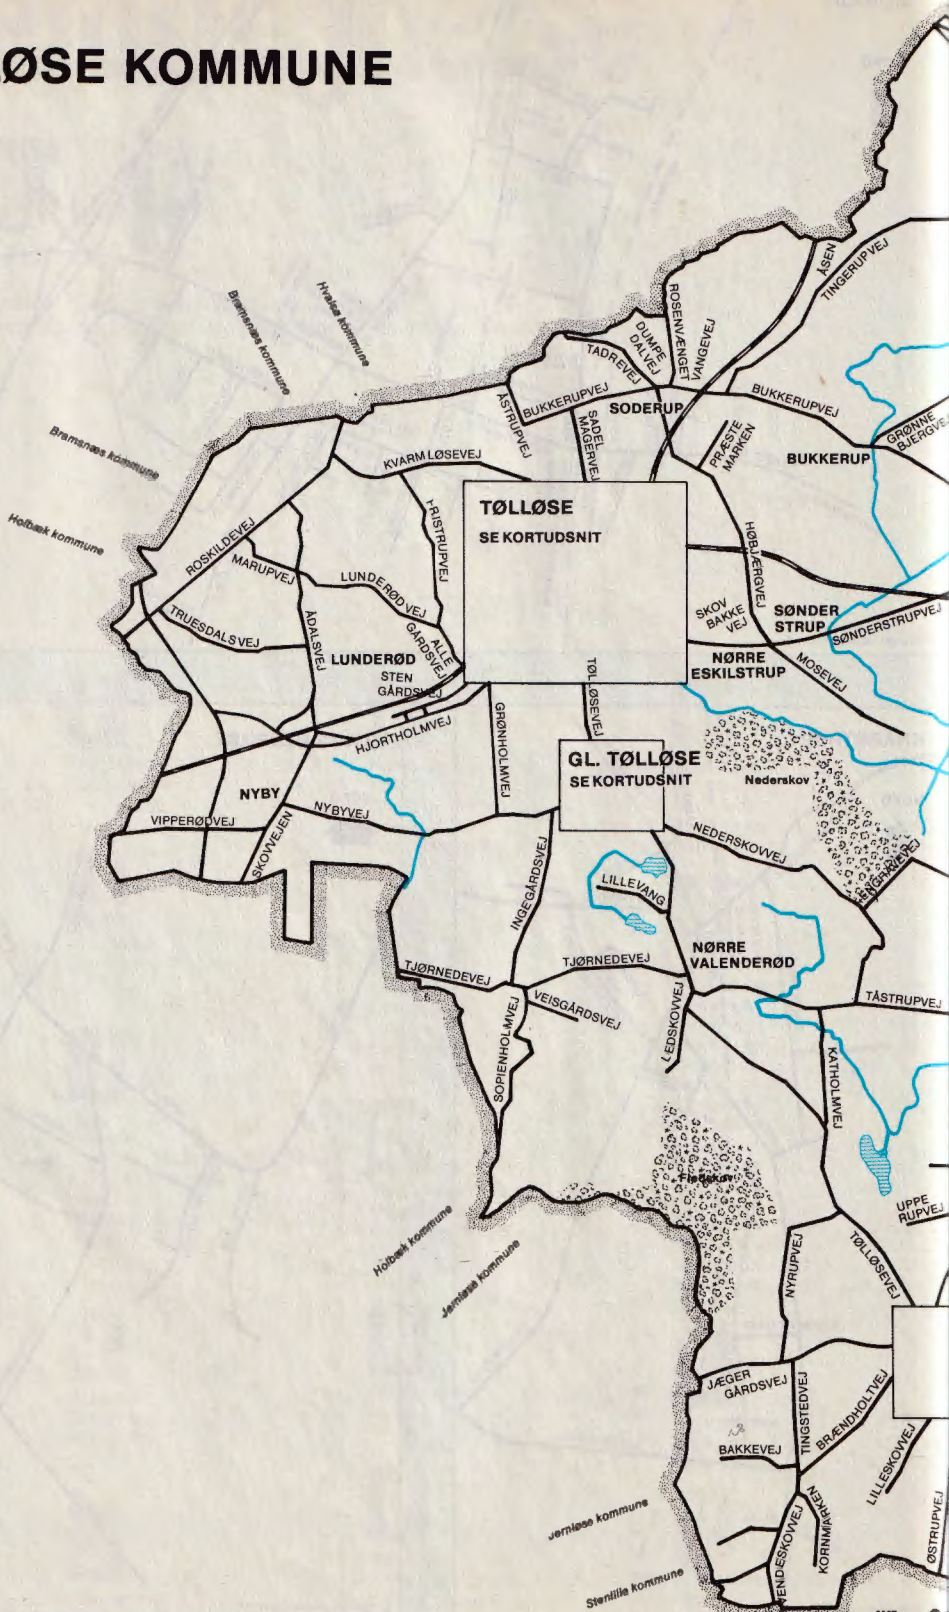 ØSE KOMMUNE
ÅSEN
TINGERUPVEJ
Hvalsø kommune
Bramsnæs kommune
ROSENVÆNGET
VANGEVEJ
DUMPE
DALVEJ
TADREVEJ
ÅSTRUPVEJ
BUKKERUPVEJ
SODERUP
BUKKERUPVEJ
SADEL
MAGERVEJ
PRÆSTE
MARKEN
GRØNNE
BJERGVEJ
BUKKERUP
Bramsnæs kommune
Holbæk kommune
KVARMLØSEVEJ
TØLLØSE
SE KORTUDSNIT
ROSKILDEVEJ
MARUPVEJ
LUNDERØDVEJ
TRUESDALSVEJ
ÅDALSVEJ
ALLE
GÅRDSVEJ
LUNDERØD
STEN
GÅRDSVEJ
HØBJÆRGVEJ
SKOV
BAKKE
VEJ
SØNDER
STRUP
SØNDERSTRUPVEJ
NØRRE
ESKILSTRUP
MOSEVEJ
TØLLØSEVEJ
GRØNHOLMVEJ
HJORTHOLMVEJ
GL. TØLLØSE
SE KORTUDSNIT
Nederskov
NYBY
NYBYVEJ
VIPPERØDVEJ
SKOVVEJEN
NEDERSKOVVEJ
INGEGÅRDSVEJ
LILLEVANG
NØRRE
VALENDERØD
TJØRNEDEVEJ
TJØRNEDEVEJ
VEISGÅRDSVEJ
LEDSKOVVEJ
TÅSTRUPVEJ
SOPIENHOLMVEJ
KATHOLMVEJ
UPPE
RUPVEJ
Holbæk kommune
Jernløse kommune
NYRUPVEJ
TØLLØSEVEJ
JÆGER
GÅRDSVEJ
TINGSTEDVEJ
BRÆNDHOLTVEJ
BAKKEVEJ
LILLESKOVVEJ
KORNMARKEN
ØSTRUPVEJ
Jernløse kommune
Stenlille kommune